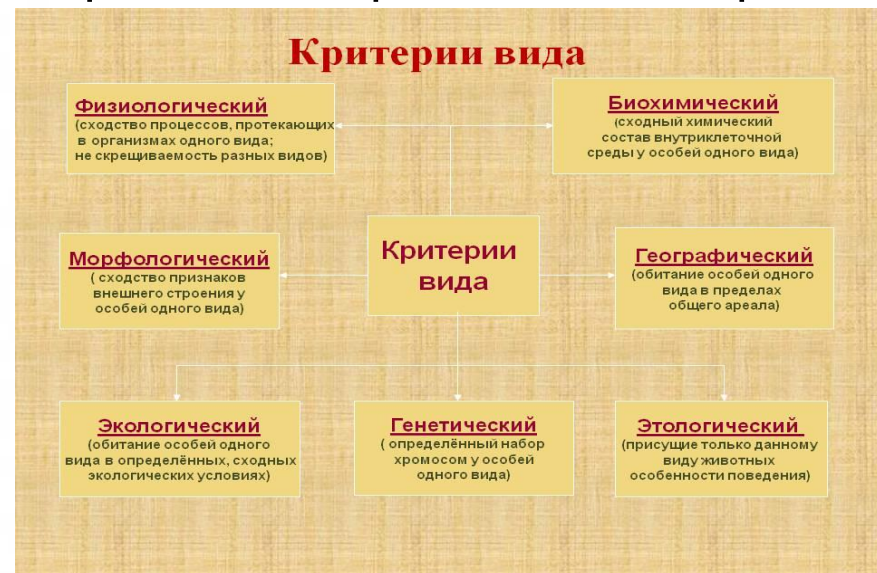 Критерии вида
Физиологический
(сходство процессов, протекающих
в организмах одного вида;
не скрещиваемость разных видов)
Биохимический
(сходный химический
состав внутриклеточной
среды у особей одного вида)
Морфологический
( сходство признаков
внешнего строения у
особей одного вида)
Критерии
вида
Географический
(обитание особей одного
вида в пределах
общего ареала)
Экологический
(обитание особей одного
вида в определённых, сходных
экологических условиях)
Генетический
( определённый набор
хромосом у особей
одного вида)
Этологический
(присущие только данному
виду животных
особенности поведения)